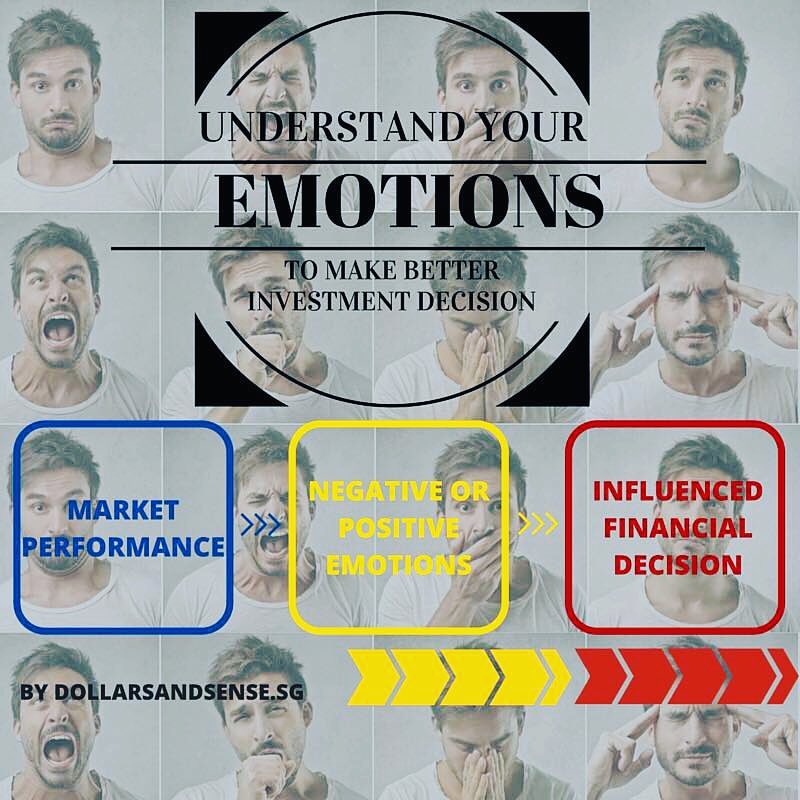 UNDERSTAND YOUR
EMOTIONS
TO MAKE BETTER
INVESTMENT DECISION
MARKET
PERFORMANCE
NEGATIVE OR
POSITIVE
EMOTIONS
INFLUENCED
FINANCIAL
DECISION
BY DOLLARSANDSENSE.SG